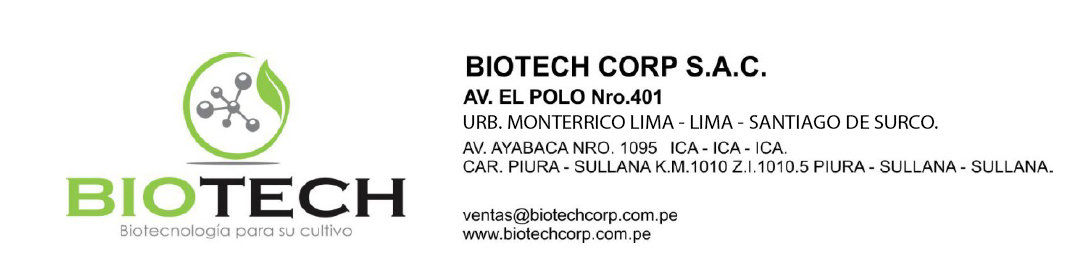 BIOTECH
Biotecnología para su cultivo
BIOTECH CORP S.A.C.
AV. EL POLO Nro.401
URB. MONTERRICO LIMA - LIMA - SANTIAGO DE SURCO.
AV. AYABACA NRO. 1095 ICA - ICA - ICA.
CAR. PIURA - SULLANA K.M.1010 Z.I.1010.5 PIURA - SULLANA - SULLANA.
ventas@biotechcorp.com.pe
www.biotechcorp.com.pe